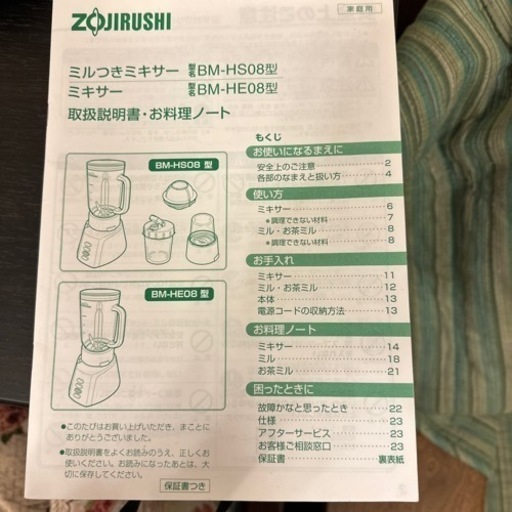 家庭用
ZOJIRUSHI
ミルつきミキサー 型名 BM-HS08型
ミキサー 型名 BM-HE08型
取扱説明書・お料理ノート
BM-HS08 型
BM-HE08 型
●このたびはお買い上げいただき、まことに
ありがとうございました。
●取扱説明書をよくお読みのうえ、正しくお
使いください。お読みになったあとは、大
切に保存してください。
保証書つき
もくじ
お使いになるまえに
安全上のご注意 2
各部のなまえと扱い方 4
使い方
ミキサー 6
●調理できない材料 7
ミル・お茶ミル 8
●調理できない材料 8
お手入れ
ミキサー 11
ミル・お茶ミル 12
本体 13
電源コードの収納方法 13
お料理ノート
ミキサー 14
ミル 18
お茶ミル 21
困ったときに
故障かなと思ったとき 22
仕様 23
アフターサービス 23
お客様ご相談窓口 23
保証書 裏表紙